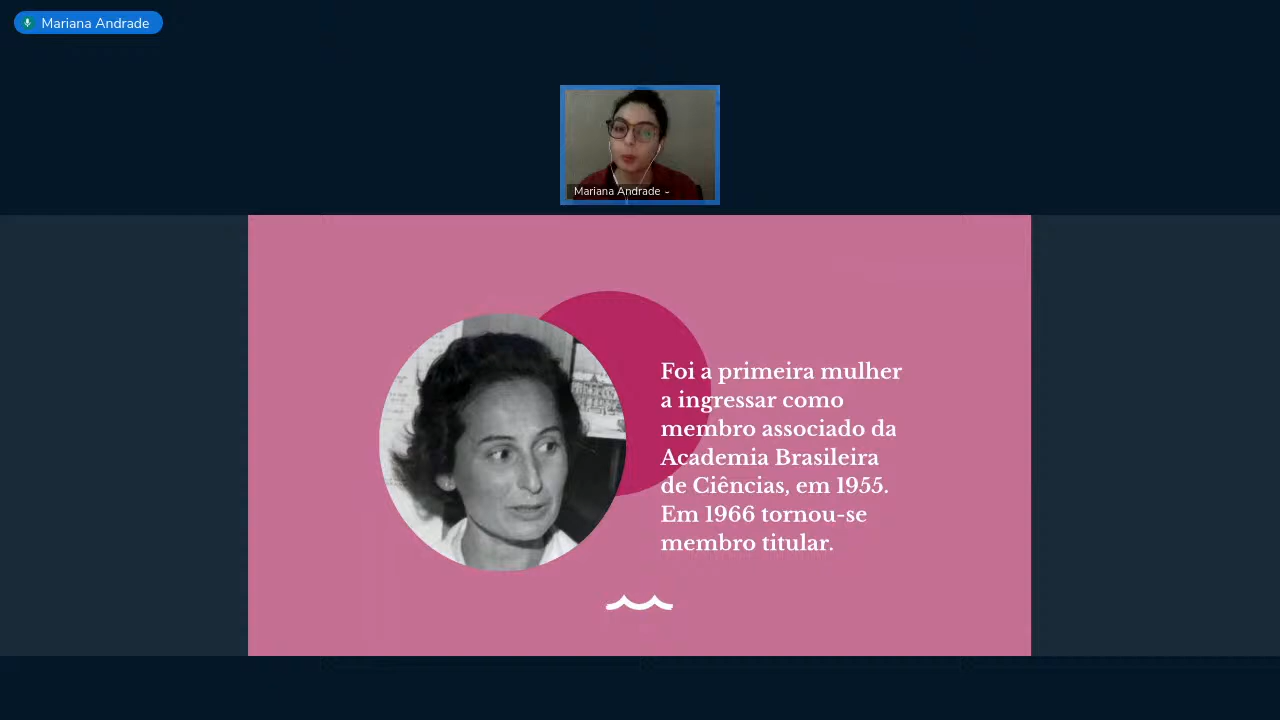 Mariana Andrade
Mariana Andrade
Foi a primeira mulher
a ingressar como
membro associado da
Academia Brasileira
de Ciências, em 1955.
Em 1966 tornou-se
membro titular.